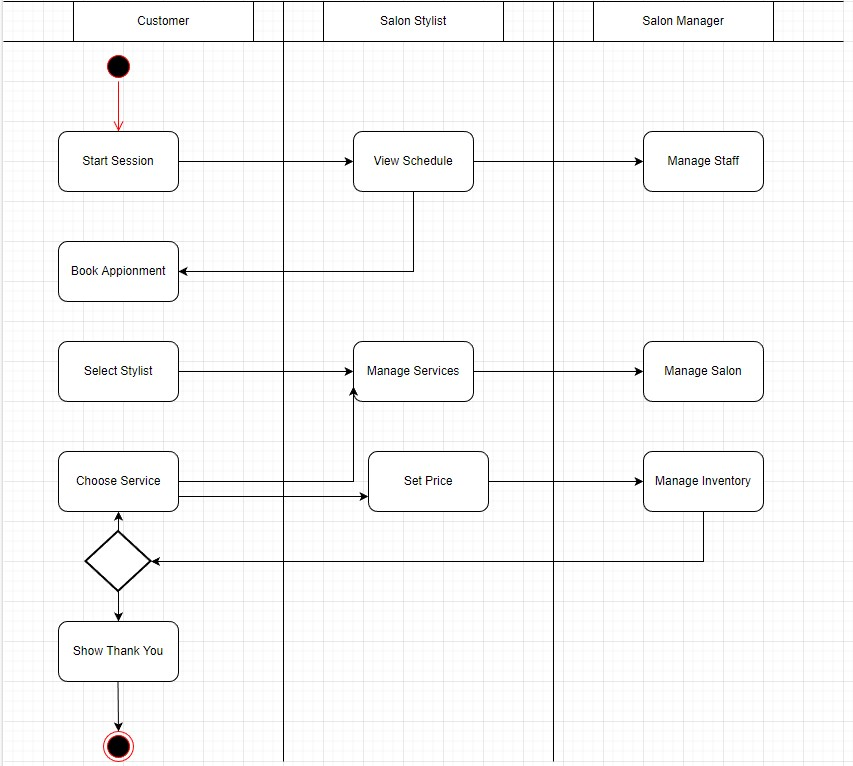 Customer
Salon Stylist
Salon Manager
Start Session
View Schedule
Manage Staff
Book Appionment
Select Stylist
Manage Services
Manage Salon
Choose Service
Set Price
Manage Inventory
Show Thank You